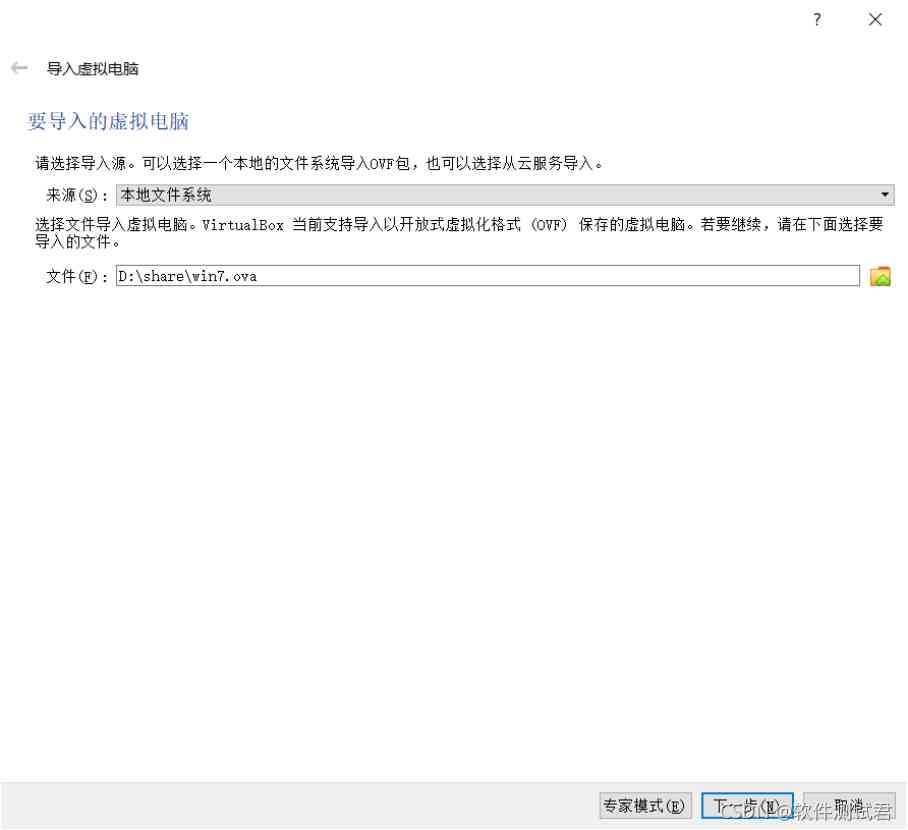 ?
导入虚拟电脑
要导入的虚拟电脑
请选择导入源。可以选择一个本地的文件系统导入OVF包，也可以选择从云服务导入。
来源(S)： 本地文件系统
选择文件导入虚拟电脑。VirtualBox 当前支持导入以开放式虚拟化格式 (OVF) 保存的虚拟电脑。若要继续，请在下面选择要
导入的文件。
文件(F)： D:\share\win7.ova
专家模式(E) 下一步(N) 取消
CSDN @软件测试君